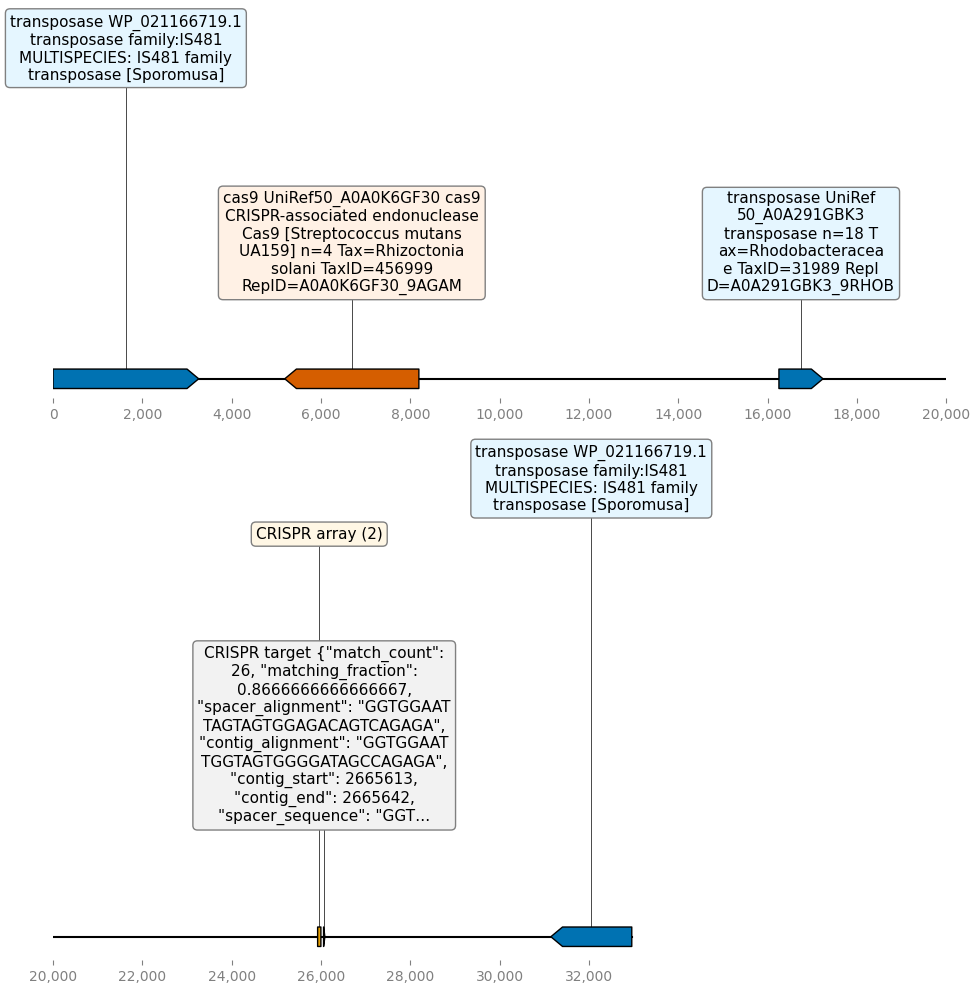 transposase WP_021166719.1
transposase family:IS481
MULTISPECIES: IS481 family
transposase [Sporomusa]
cas9 UniRef50_A0A0K6GF30 cas9
CRISPR-associated endonuclease
Cas9 [Streptococcus mutans
UA159] n=4 Tax=Rhizoctonia
solani TaxID=456999
RepID=A0A0K6GF30_9AGAM
transposase UniRef
50_A0A291GBK3
transposase n=18 T
ax=Rhodobacteracea
e TaxID=31989 RepI
D=A0A291GBK3_9RHOB
0 2,000 4,000 6,000 8,000 10,000 12,000 14,000 16,000 18,000 20,000
transposase WP_021166719.1
transposase family:IS481
MULTISPECIES: IS481 family
transposase [Sporomusa]
CRISPR array (2)
CRISPR target {"match_count":
26, "matching_fraction":
0.8666666666666667,
"spacer_alignment": "GGTGGAAT
TAGTAGTGGAGACAGTCAGAGA",
"contig_alignment": "GGTGGAAT
TGGTAGTGGGGATAGCCAGAGA",
"contig_start": 2665613,
"contig_end": 2665642,
"spacer_sequence": "GGT...
20,000 22,000 24,000 26,000 28,000 30,000 32,000